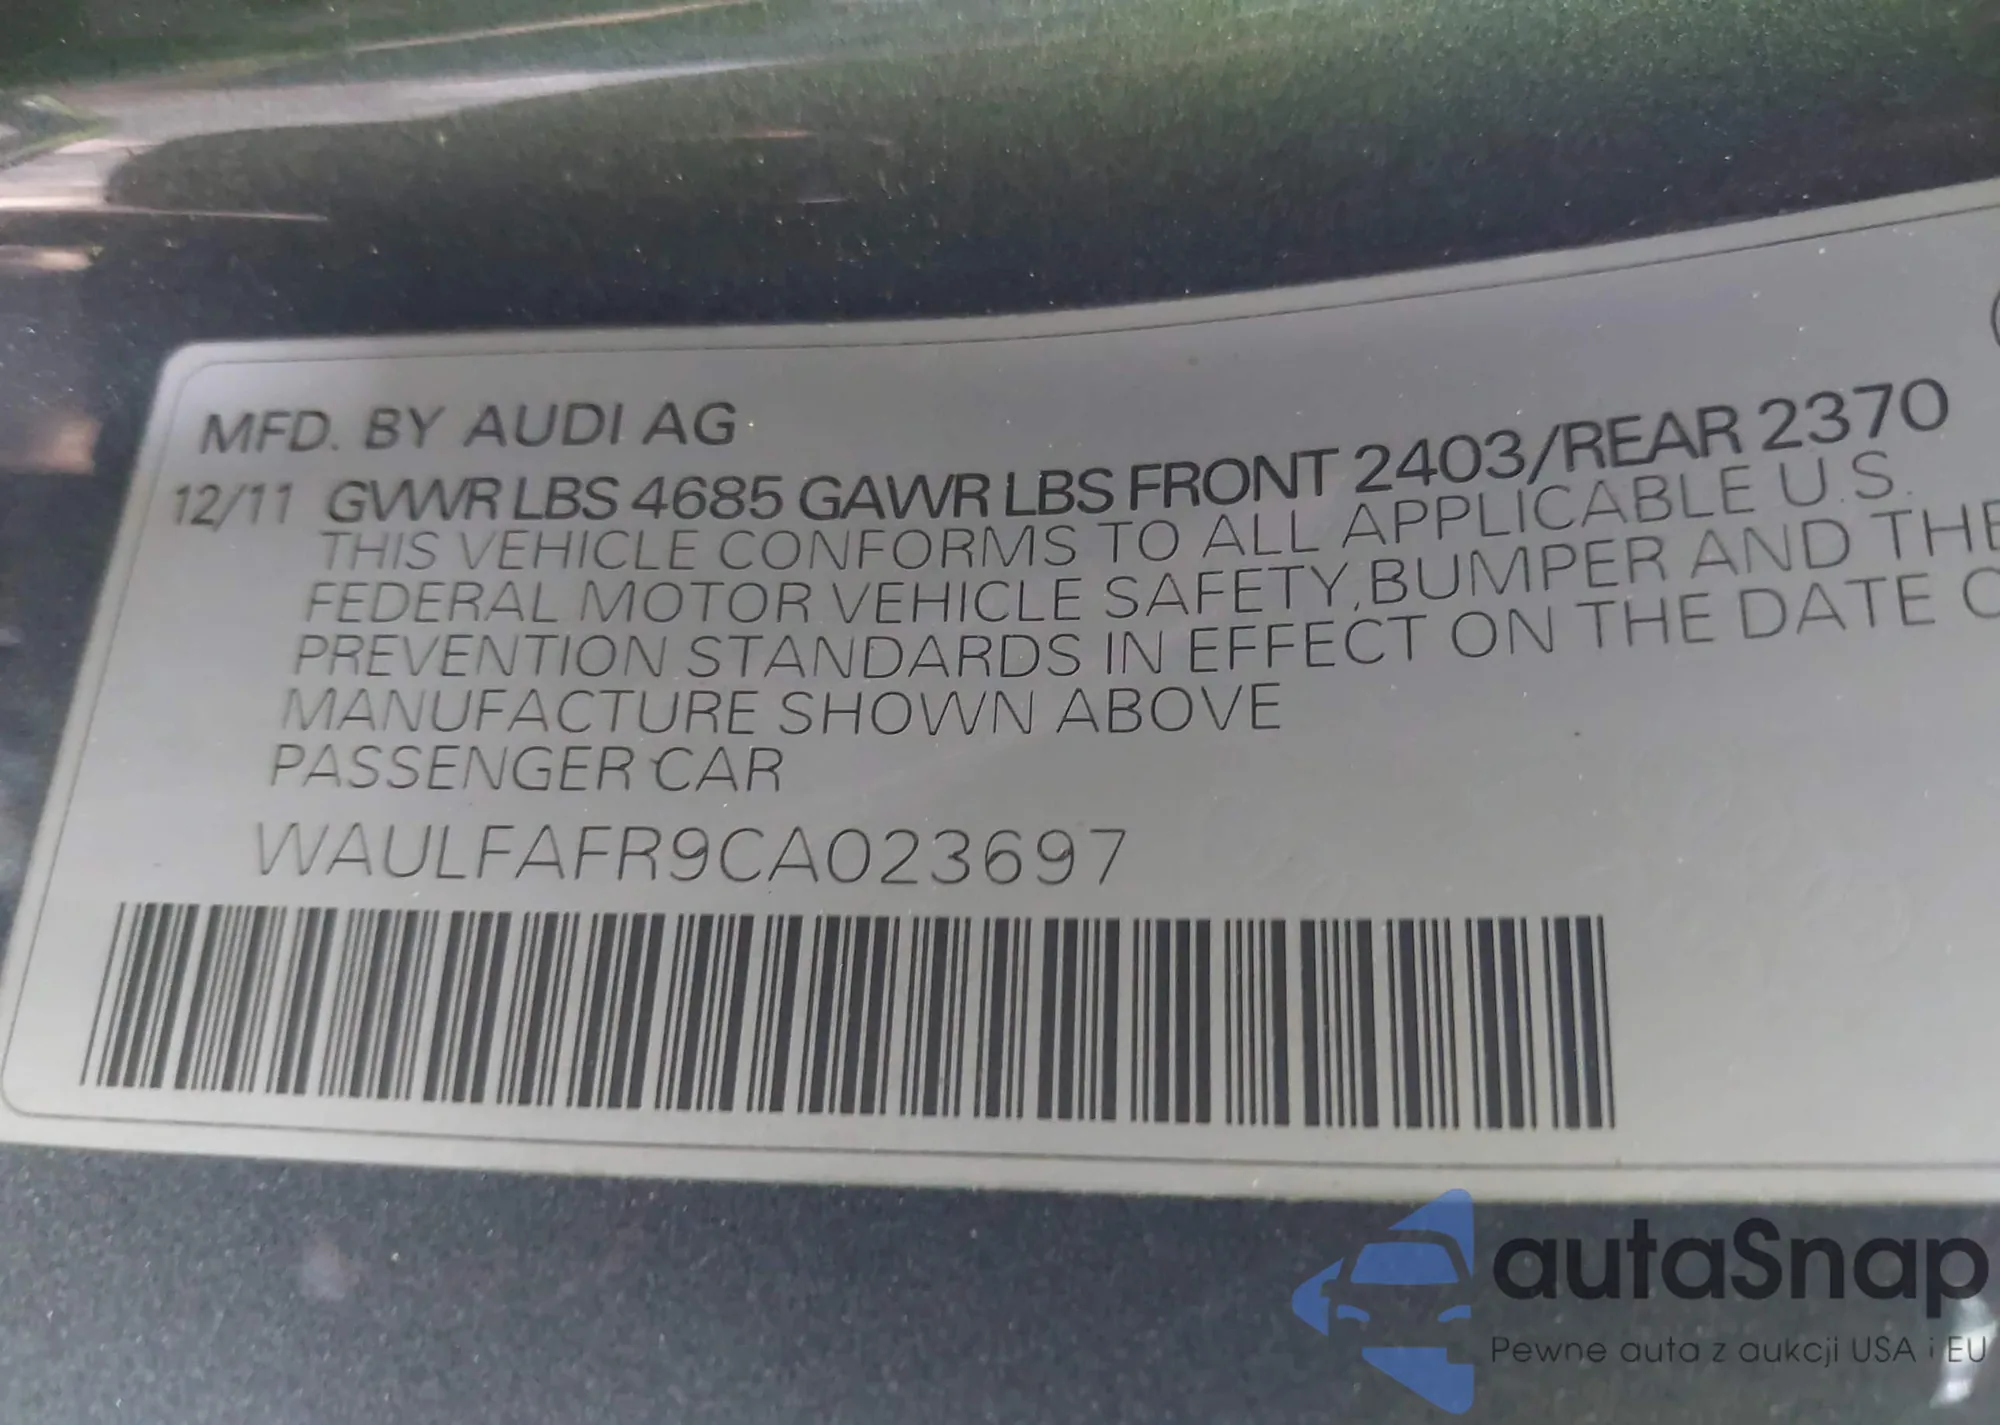 MFD. BY AUDI AG
12/11 GVWR LBS 4685 GAWR LBS FRONT 2403/REAR 2370
THIS VEHICLE CONFORMS TO ALL APPLICABLE U.S.
FEDERAL MOTOR VEHICLE SAFETY, BUMPER AND THE
PREVENTION STANDARDS IN EFFECT ON THE DATE
MANUFACTURE SHOWN ABOVE
PASSENGER CAR
WAULFAFR9CA023697
autaSnap
Pewne auta z aukcji USA i EU